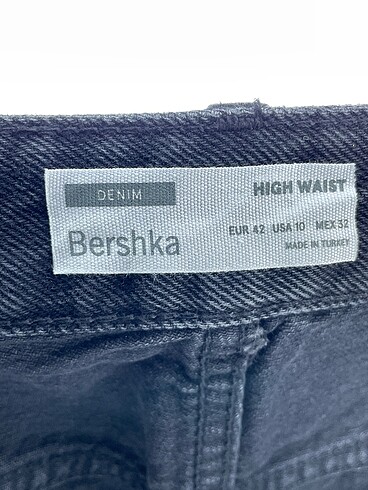 DENIM
HIGH WAIST
Bershka
EUR 42 USA 10 MEX 32
MADE IN TURKEY